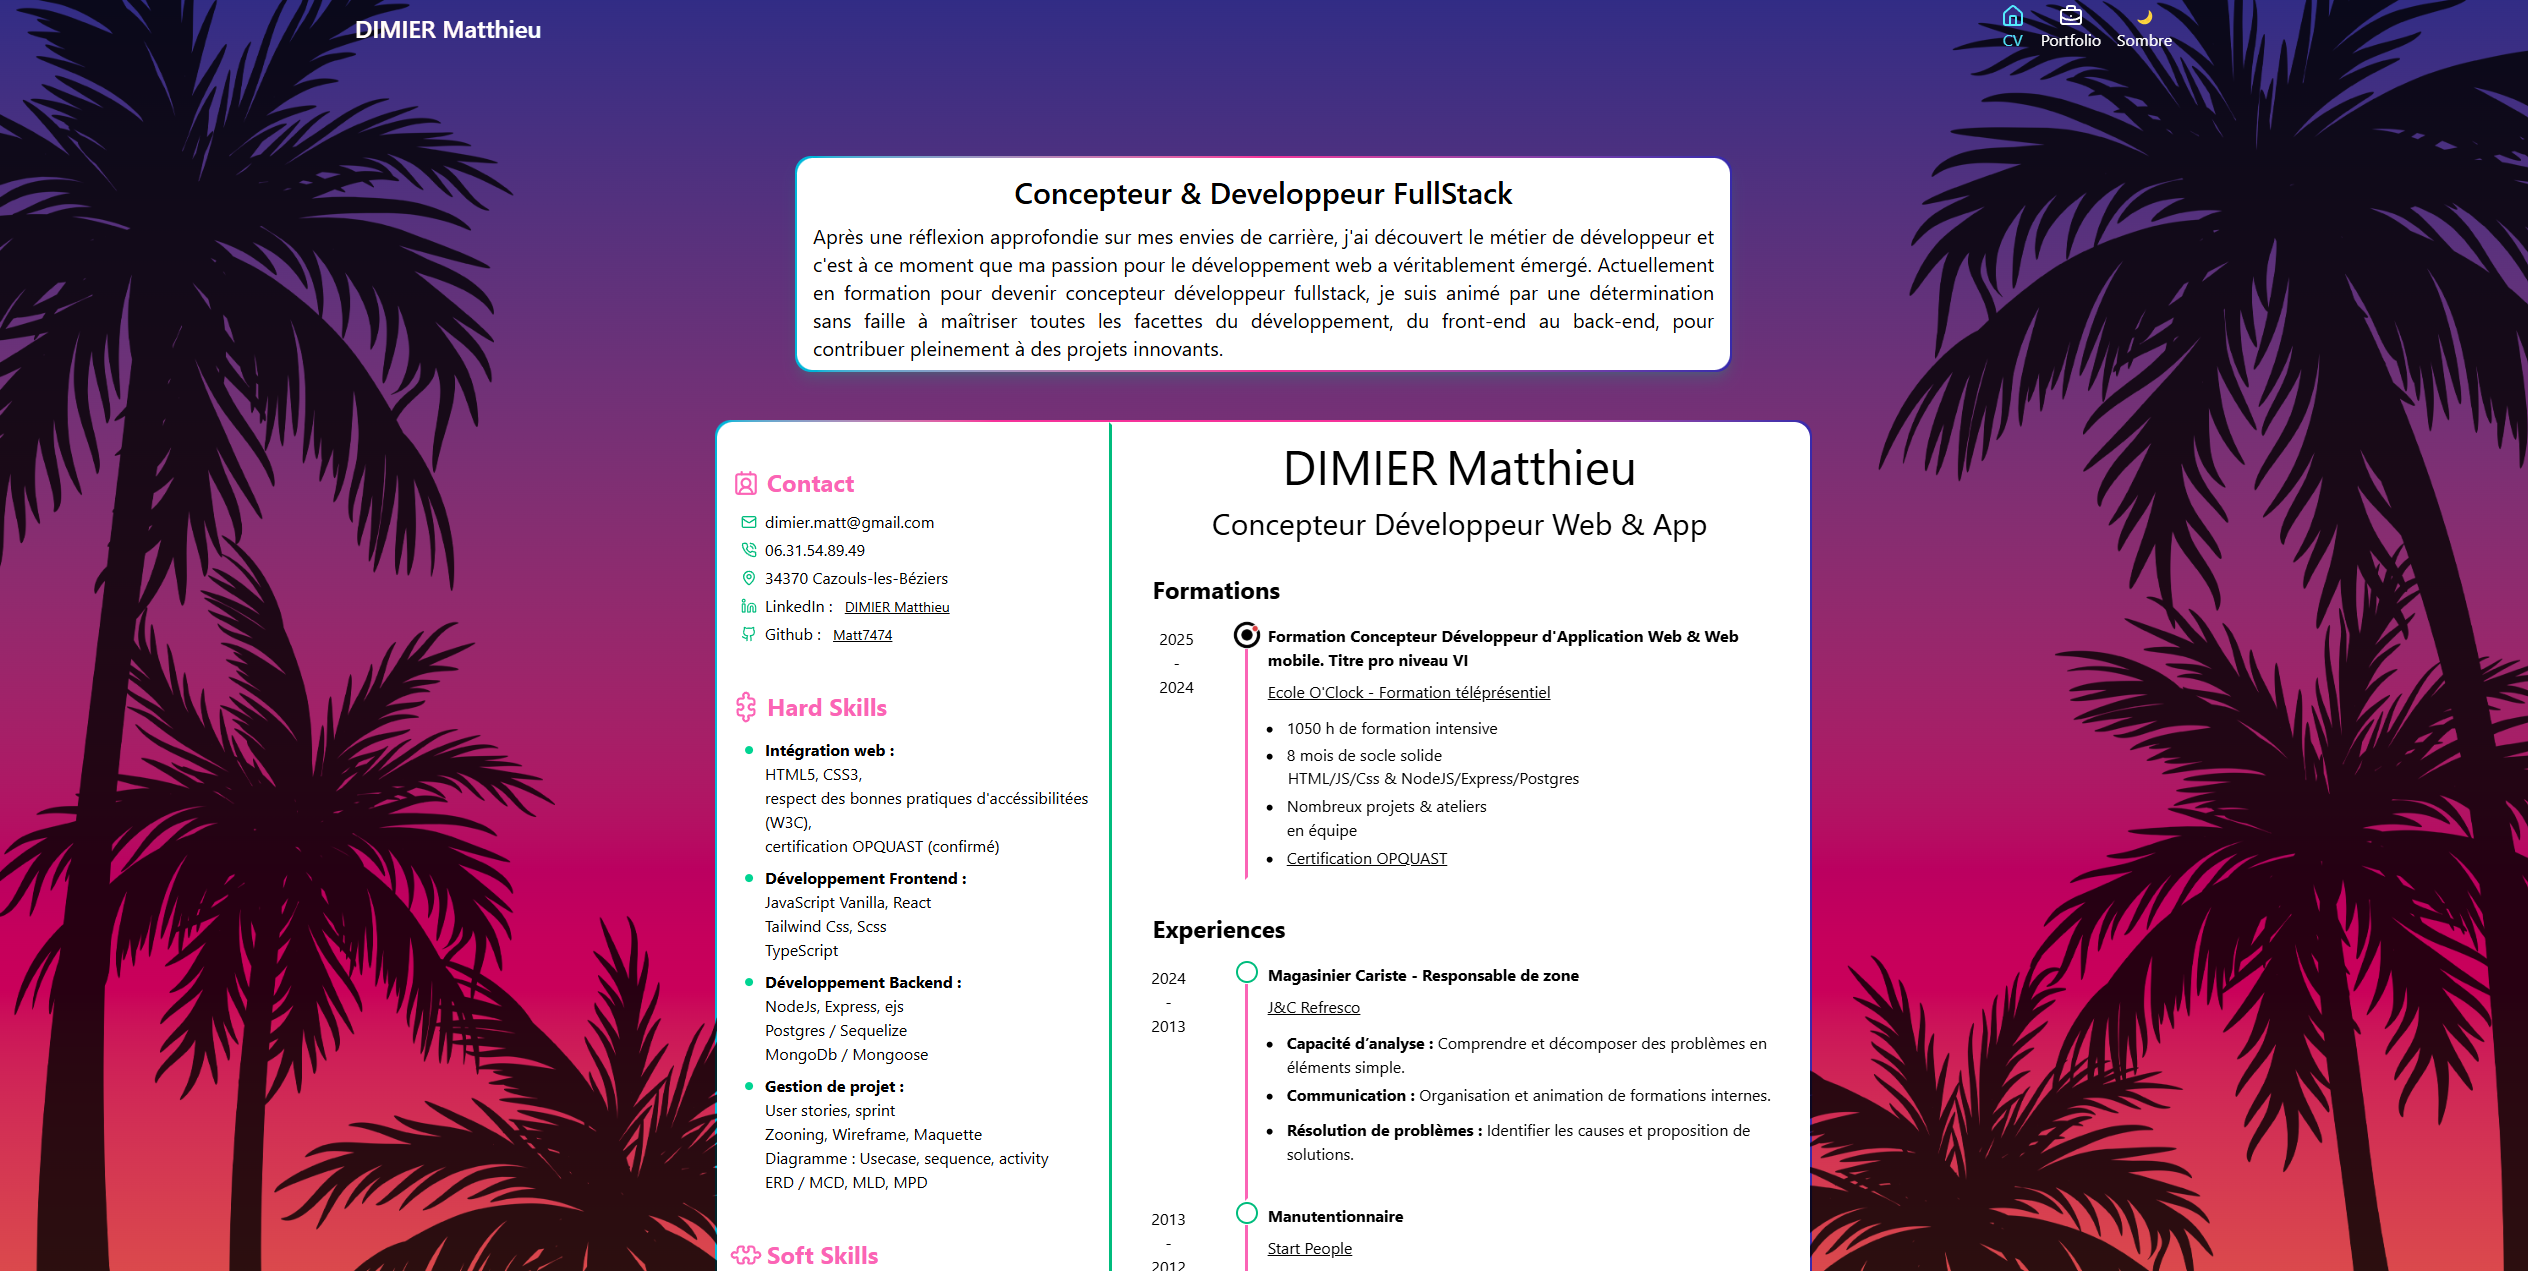 DIMIER Matthieu
CV
Portfolio
Sombre
Concepteur & Developpeur FullStack
Après une réflexion approfondie sur mes envies de carrière, j'ai découvert le métier de développeur et
c'est à ce moment que ma passion pour le développement web a véritablement émergé. Actuellement
en formation pour devenir concepteur développeur fullstack, je suis animé par une détermination
sans faille à maîtriser toutes les facettes du développement, du front-end au back-end, pour
contribuer pleinement à des projets innovants.
Contact
dimier.matt@gmail.com
06.31.54.89.49
34370 Cazouls-les-Béziers
LinkedIn : DIMIER Matthieu
Github : Matt7474
Hard Skills
Intégration web :
HTML5, CSS3,
respect des bonnes pratiques d'accéssibilitées
(W3C),
certification OPQUAST (confirmé)
Développement Frontend :
JavaScript Vanilla, React
Tailwind Css, Scss
TypeScript
Développement Backend :
NodeJs, Express, ejs
Postgres / Sequelize
MongoDb / Mongoose
Gestion de projet :
User stories, sprint
Zooning, Wireframe, Maquette
Diagramme : Usecase, sequence, activity
ERD / MCD, MLD, MPD
Soft Skills
DIMIER Matthieu
Concepteur Développeur Web & App
Formations
2025
-
2024
Formation Concepteur Développeur d'Application Web & Web
mobile. Titre pro niveau VI
Ecole O'Clock - Formation téléprésentiel
1050 h de formation intensive
8 mois de socle solide
HTML/JS/Css & NodeJS/Express/Postgres
Nombreux projets & ateliers
en équipe
Certification OPQUAST
Experiences
2024
-
2013
Magasinier Cariste - Responsable de zone
J&C Refresco
Capacité d’analyse : Comprendre et décomposer des problèmes en
éléments simple.
Communication : Organisation et animation de formations internes.
Résolution de problèmes : Identifier les causes et proposition de
solutions.
2013
-
2012
Manutentionnaire
Start People